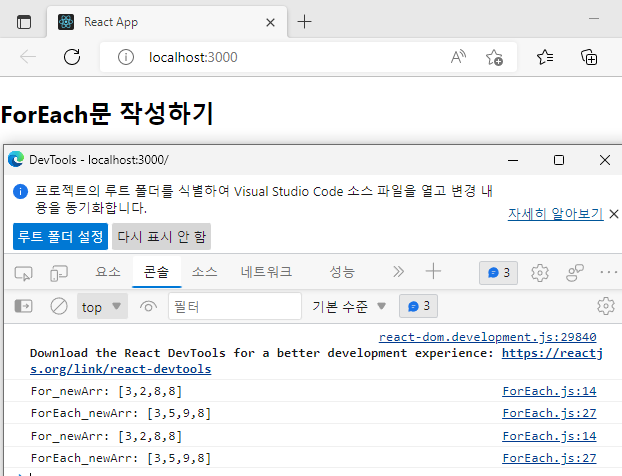 React App
localhost:3000
ForEach문 작성하기
DevTools - localhost:3000/
프로젝트의 루트 폴더를 식별하여 Visual Studio Code 소스 파일을 열고 변경 내
용을 동기화합니다.
자세히 알아보기
루트 폴더 설정 다시 표시 안 함
요소 콘솔 소스 네트워크 성능 3
top 필터 기본 수준 3
react-dom.development.js:29840
Download the React DevTools for a better development experience: https://reactj
s.org/link/react-devtools
For_newArr: [3,2,8,8] ForEach.js:14
ForEach_newArr: [3,5,9,8] ForEach.js:27
For_newArr: [3,2,8,8] ForEach.js:14
ForEach_newArr: [3,5,9,8] ForEach.js:27